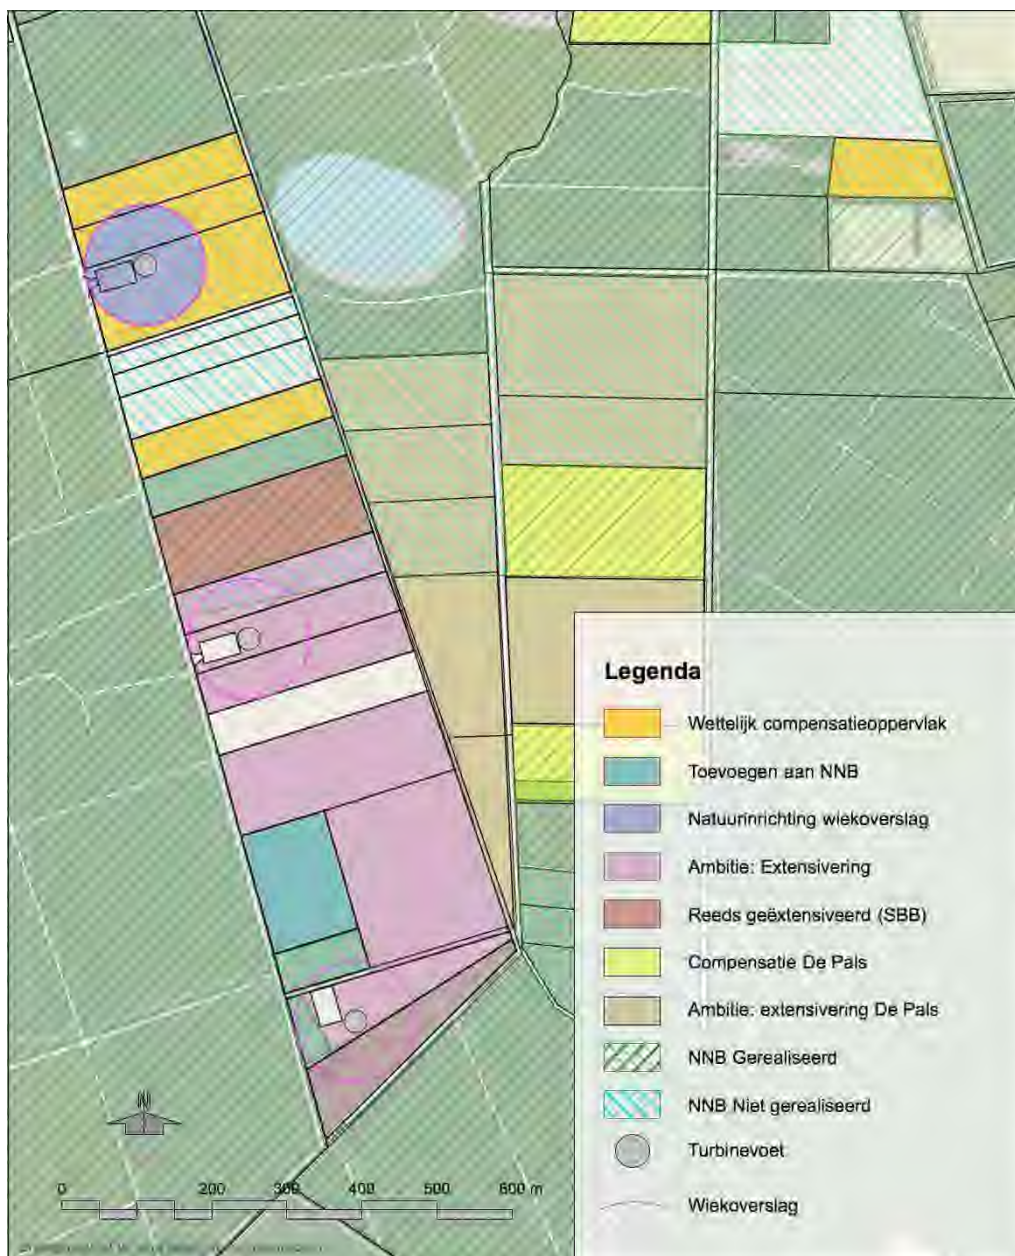 Legenda
Wettelijk compensatieoppervlak
Toevoegen aan NNB
Natuurinrichting wiekoverslag
Ambitie: Extensivering
Reeds geëxtensiveerd (SBB)
Compensatie De Pals
Ambitie: extensivering De Pals
NNB Gerealiseerd
NNB Niet gerealiseerd
Turbinevoet
Wiekoverslag
N
0 200 300 400 500 600 m